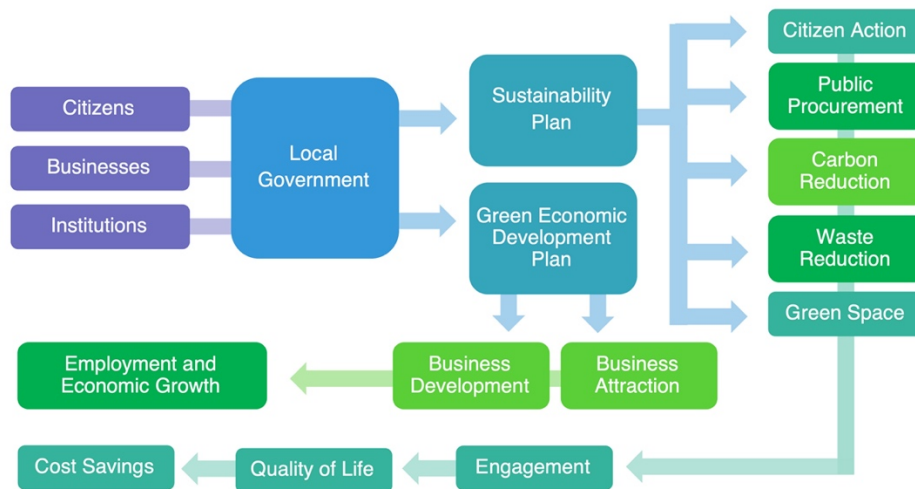 Citizens
Businesses
Institutions
Local
Government
Sustainability
Plan
Green Economic
Development
Plan
Citizen Action
Public
Procurement
Carbon
Reduction
Waste
Reduction
Green Space
Business
Development
Business
Attraction
Employment and
Economic Growth
Engagement
Quality of Life
Cost Savings